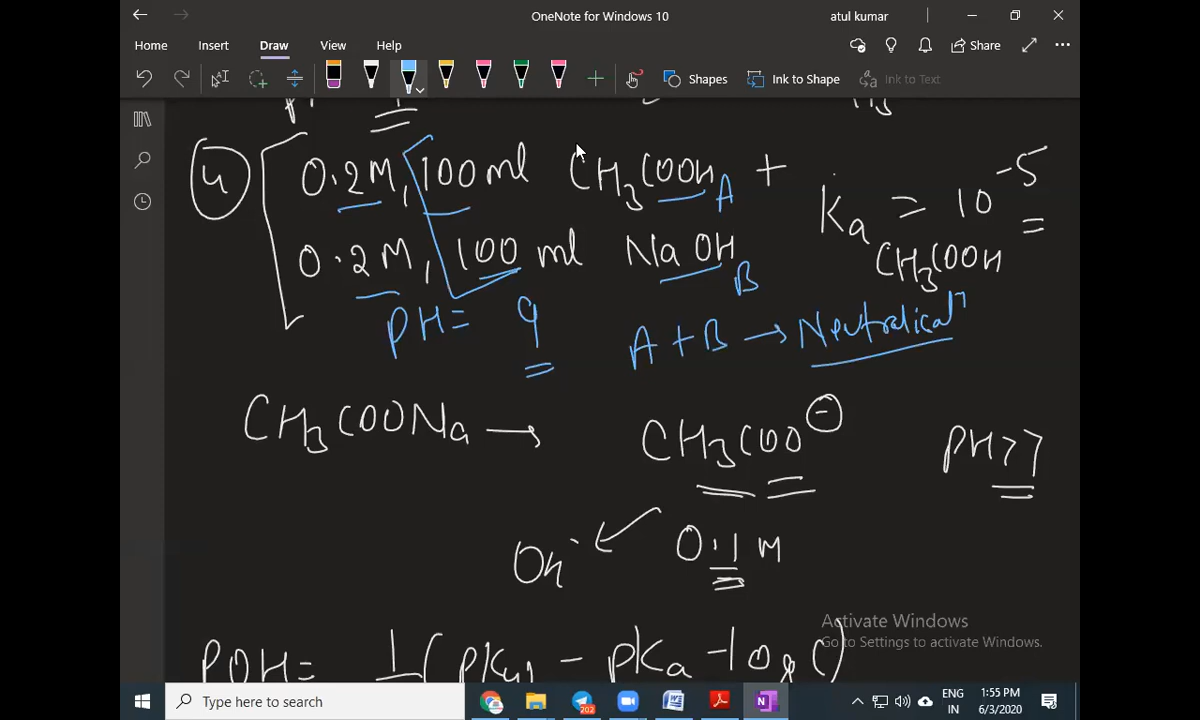 OneNote for Windows 10
atul kumar
Home Insert Draw View Help
Share
Shapes
Ink to Shape
Ink to Text
4
0.2M, 100 ml CH3COOH +
A
0.2M, 100 ml NaOH
B
Ka = 10^-5
CH3COOH
PH = 9
A + B → Neutralicalⁿ
CH3COONa → CH3COO⊖
PH > 7
OH⁻
0.1 M
POH = 1 ( pKw - pKa - log C )
Activate Windows
Go to Settings to activate Windows.
Type here to search
202
ENG
IN
1:55 PM
6/3/2020